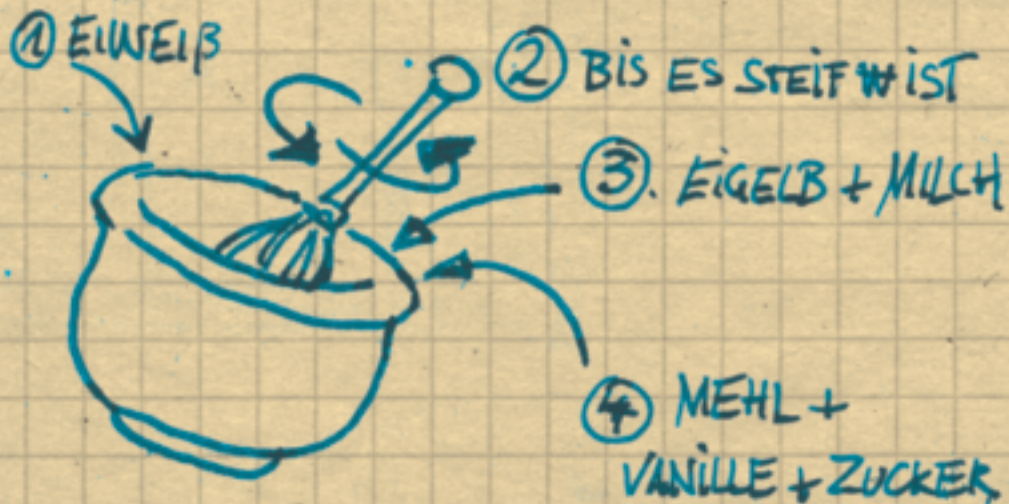 ① EIWEIß
② BIS ES STEIF IST
③. EIGELB + MILCH
④ MEHL +
VANILLE + ZUCKER